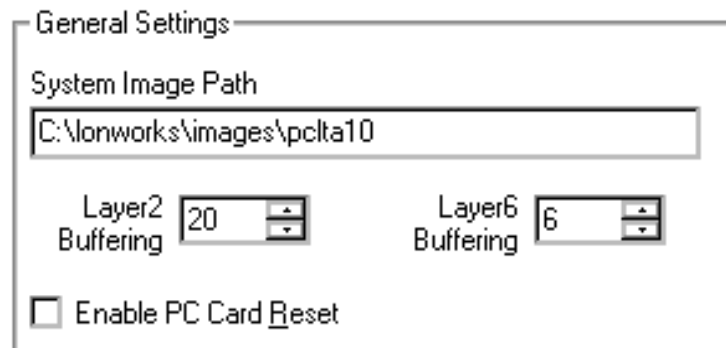 General Settings
System Image Path
C:\lonworks\images\pclta10
Layer2
Buffering
20
Layer6
Buffering
6
Enable PC Card Reset